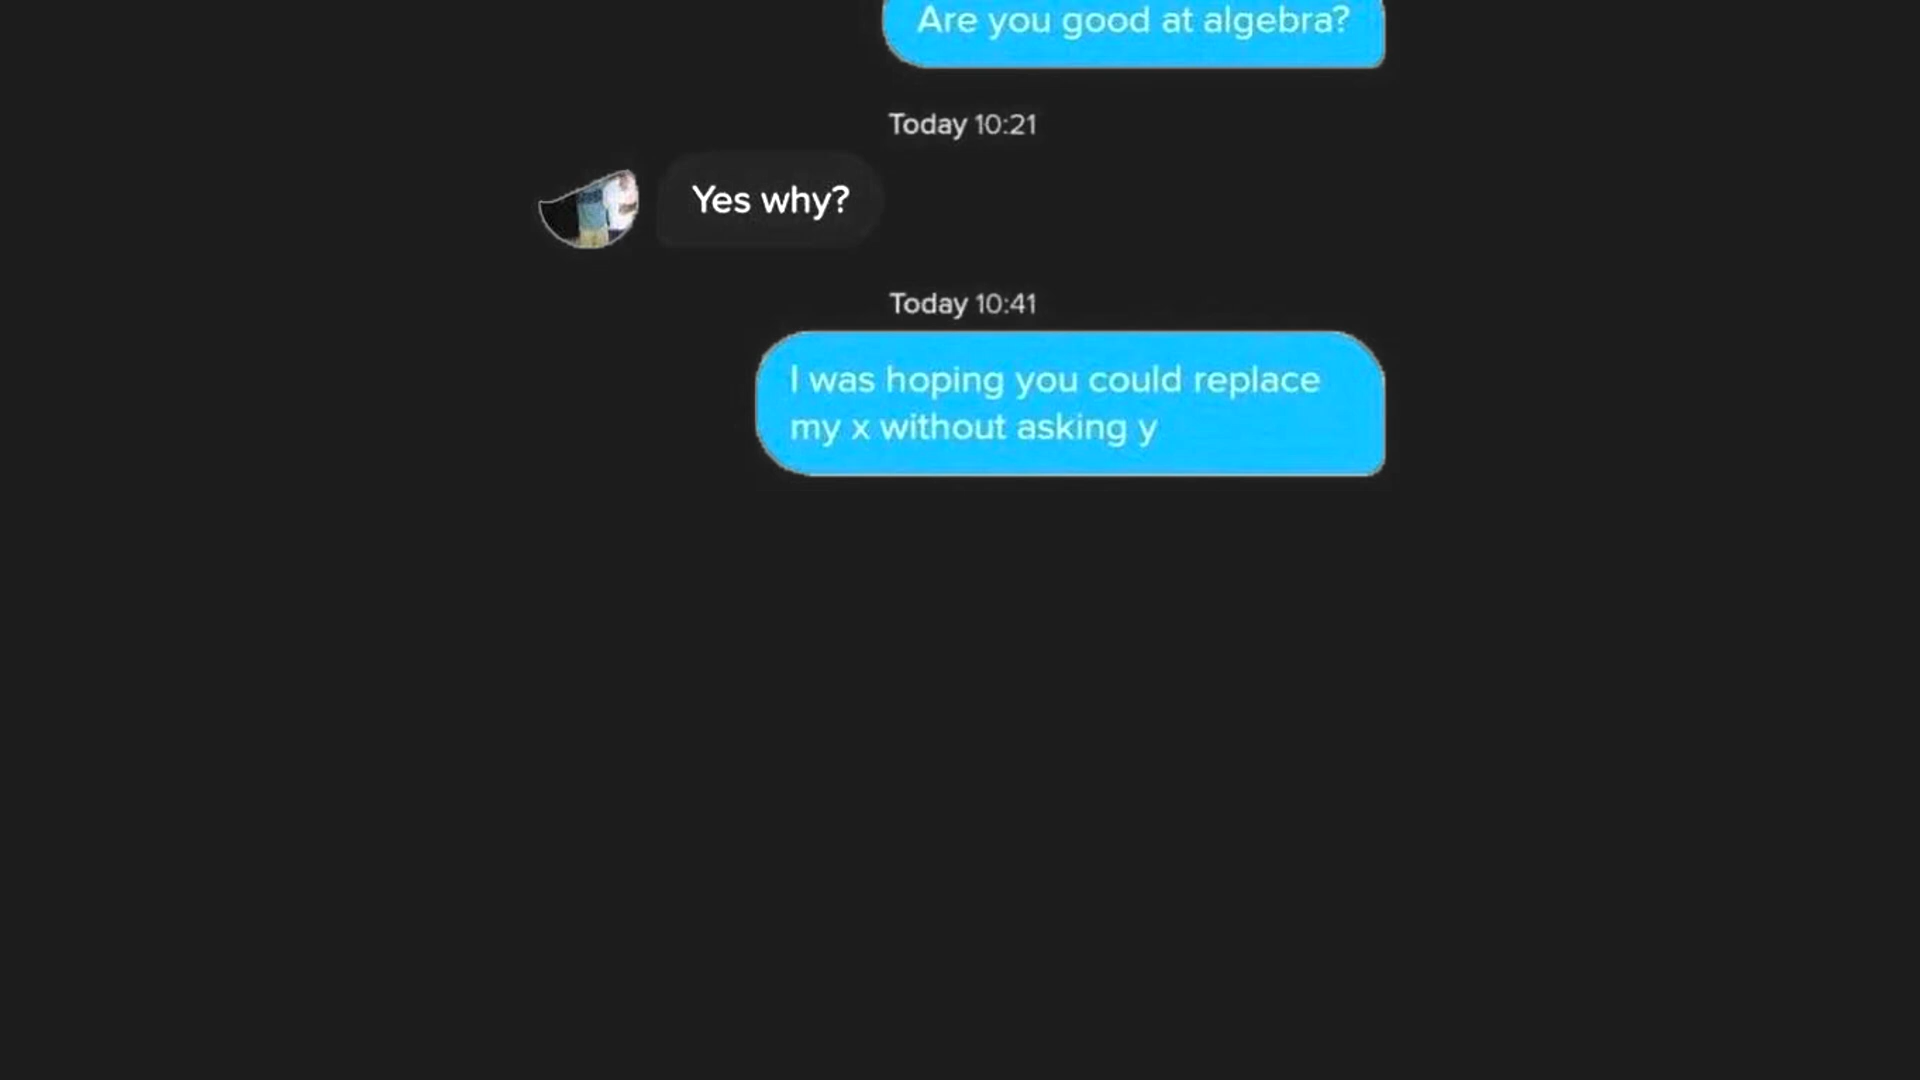 Are you good at algebra?
Today 10:21
Yes why?
Today 10:41
I was hoping you could replace
my x without asking y